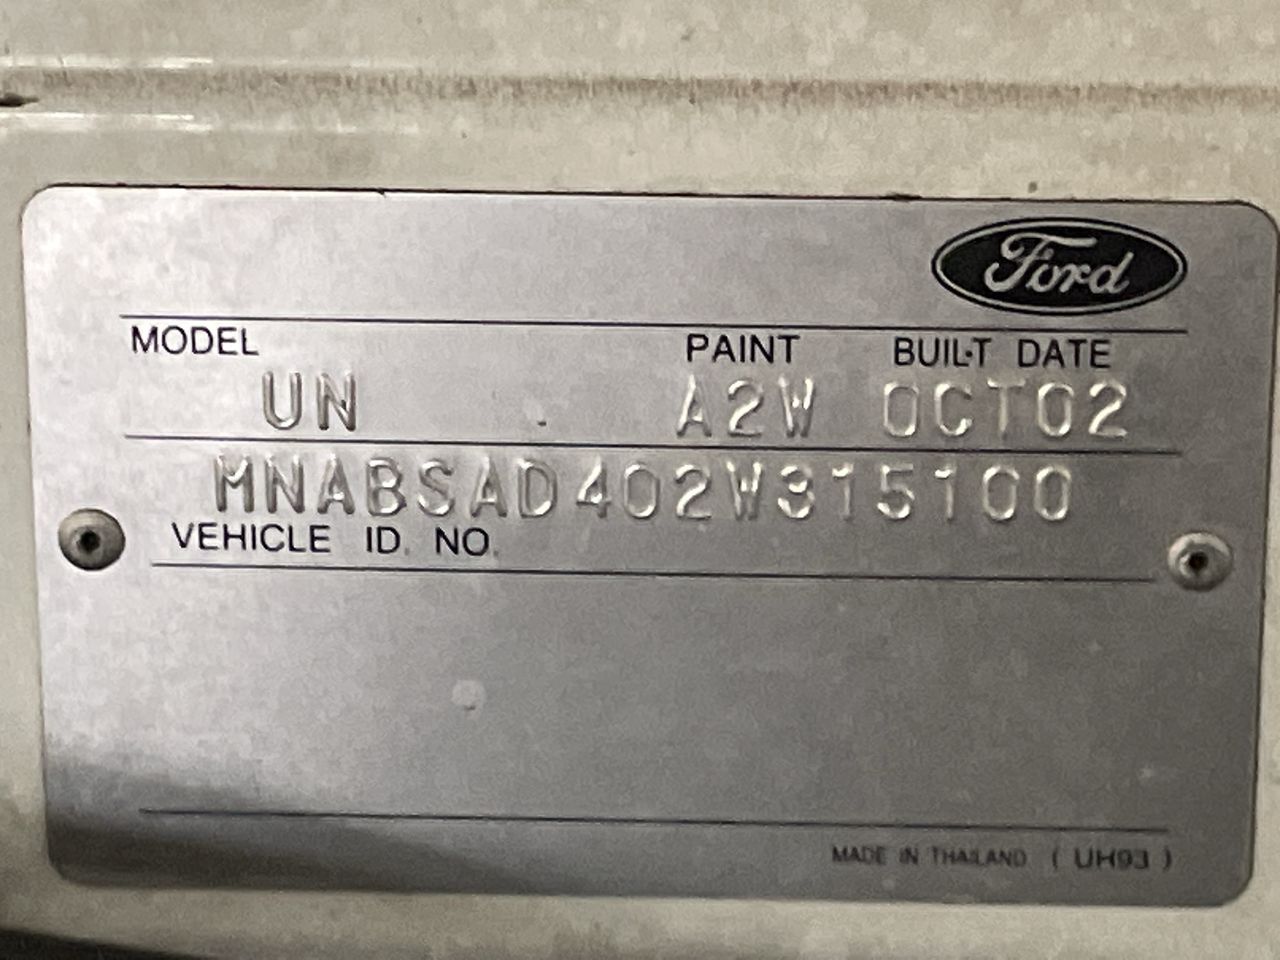 Ford
MODEL PAINT BUILT DATE
UN A2W OCT02
MNABSAD402W315100
VEHICLE ID. NO.
MADE IN THAILAND ( UH93 )